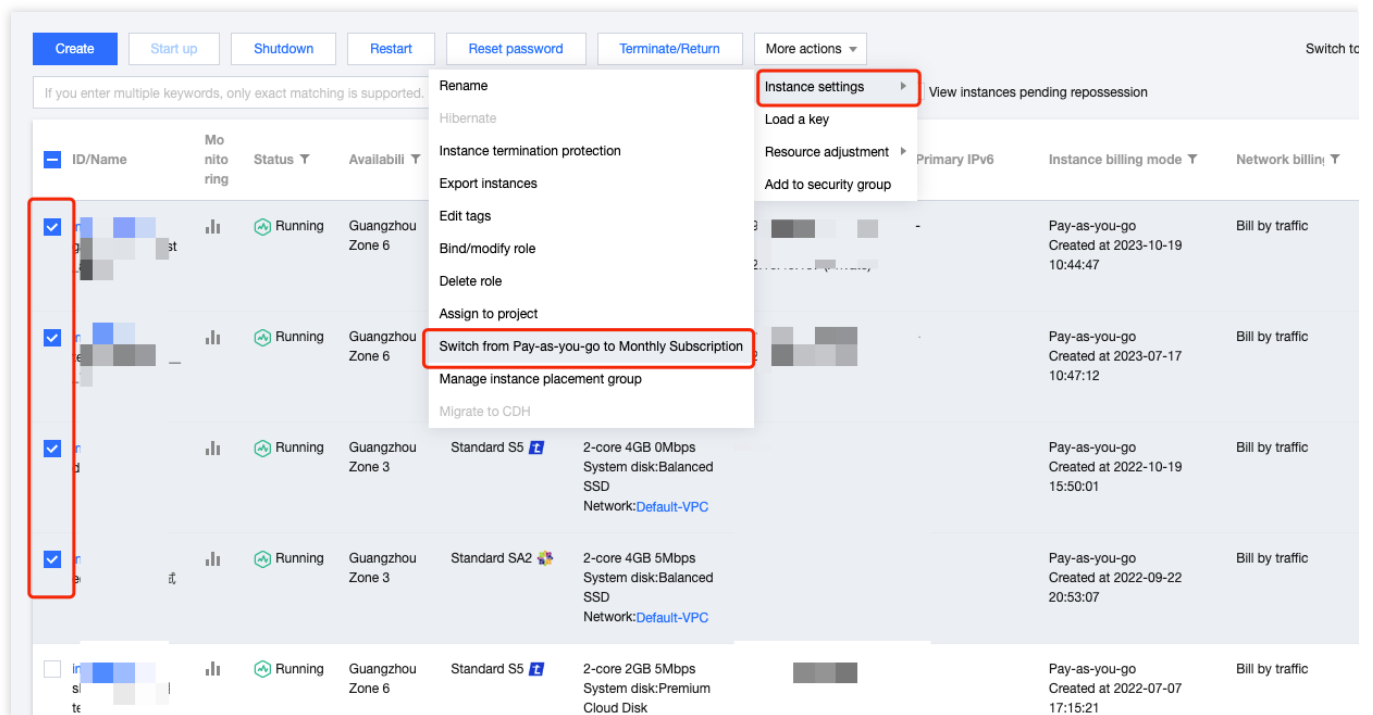 Create
Start up
Shutdown
Restart
Reset password
Terminate/Return
More actions
Switch to
If you enter multiple keywords, only exact matching is supported.
View instances pending repossession
Rename
Hibernate
Instance termination protection
Export instances
Edit tags
Bind/modify role
Delete role
Assign to project
Switch from Pay-as-you-go to Monthly Subscription
Manage instance placement group
Migrate to CDH
Instance settings
Load a key
Resource adjustment
Add to security group
ID/Name
Mo
nito
ring
Status
Availabili
Primary IPv6
Instance billing mode
Network billing
Running
Guangzhou
Zone 6
-
Pay-as-you-go
Created at 2023-10-19
10:44:47
Bill by traffic
Running
Guangzhou
Zone 6
-
Pay-as-you-go
Created at 2023-07-17
10:47:12
Bill by traffic
Running
Guangzhou
Zone 3
Standard S5
2-core 4GB 0Mbps
System disk:Balanced
SSD
Network:Default-VPC
Pay-as-you-go
Created at 2022-10-19
15:50:01
Bill by traffic
Running
Guangzhou
Zone 3
Standard SA2
2-core 4GB 5Mbps
System disk:Balanced
SSD
Network:Default-VPC
Pay-as-you-go
Created at 2022-09-22
20:53:07
Bill by traffic
Running
Guangzhou
Zone 6
Standard S5
2-core 2GB 5Mbps
System disk:Premium
Cloud Disk
Pay-as-you-go
Created at 2022-07-07
17:15:21
Bill by traffic